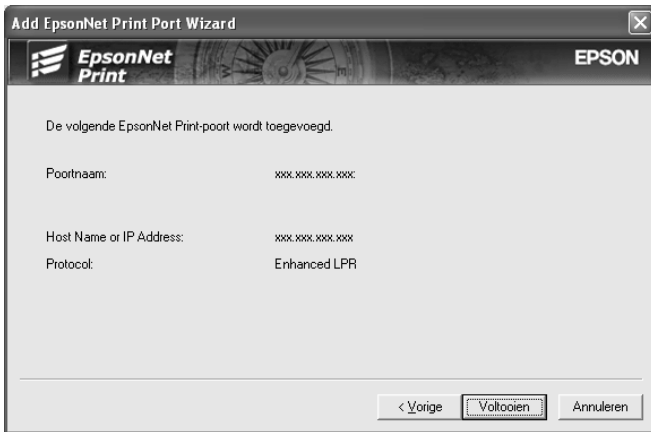 Add EpsonNet Print Port Wizard
EpsonNet
Print
EPSON
De volgende EpsonNet Print-poort wordt toegevoegd.
Poortnaam: xxx.xxx.xxx.xxx:
Host Name or IP Address: xxx.xxx.xxx.xxx
Protocol: Enhanced LPR
< Vorige Voltooien Annuleren